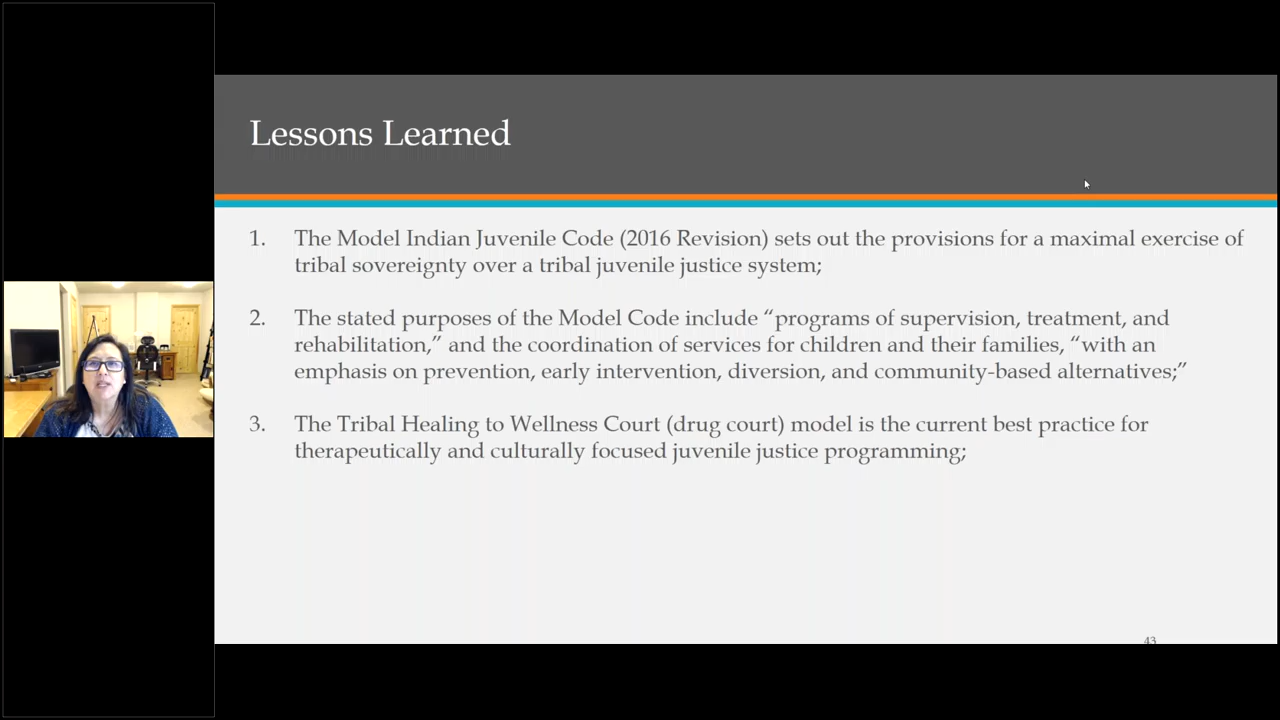 Lessons Learned
1. The Model Indian Juvenile Code (2016 Revision) sets out the provisions for a maximal exercise of
tribal sovereignty over a tribal juvenile justice system;
2. The stated purposes of the Model Code include “programs of supervision, treatment, and
rehabilitation,” and the coordination of services for children and their families, “with an
emphasis on prevention, early intervention, diversion, and community-based alternatives;”
3. The Tribal Healing to Wellness Court (drug court) model is the current best practice for
therapeutically and culturally focused juvenile justice programming;
43